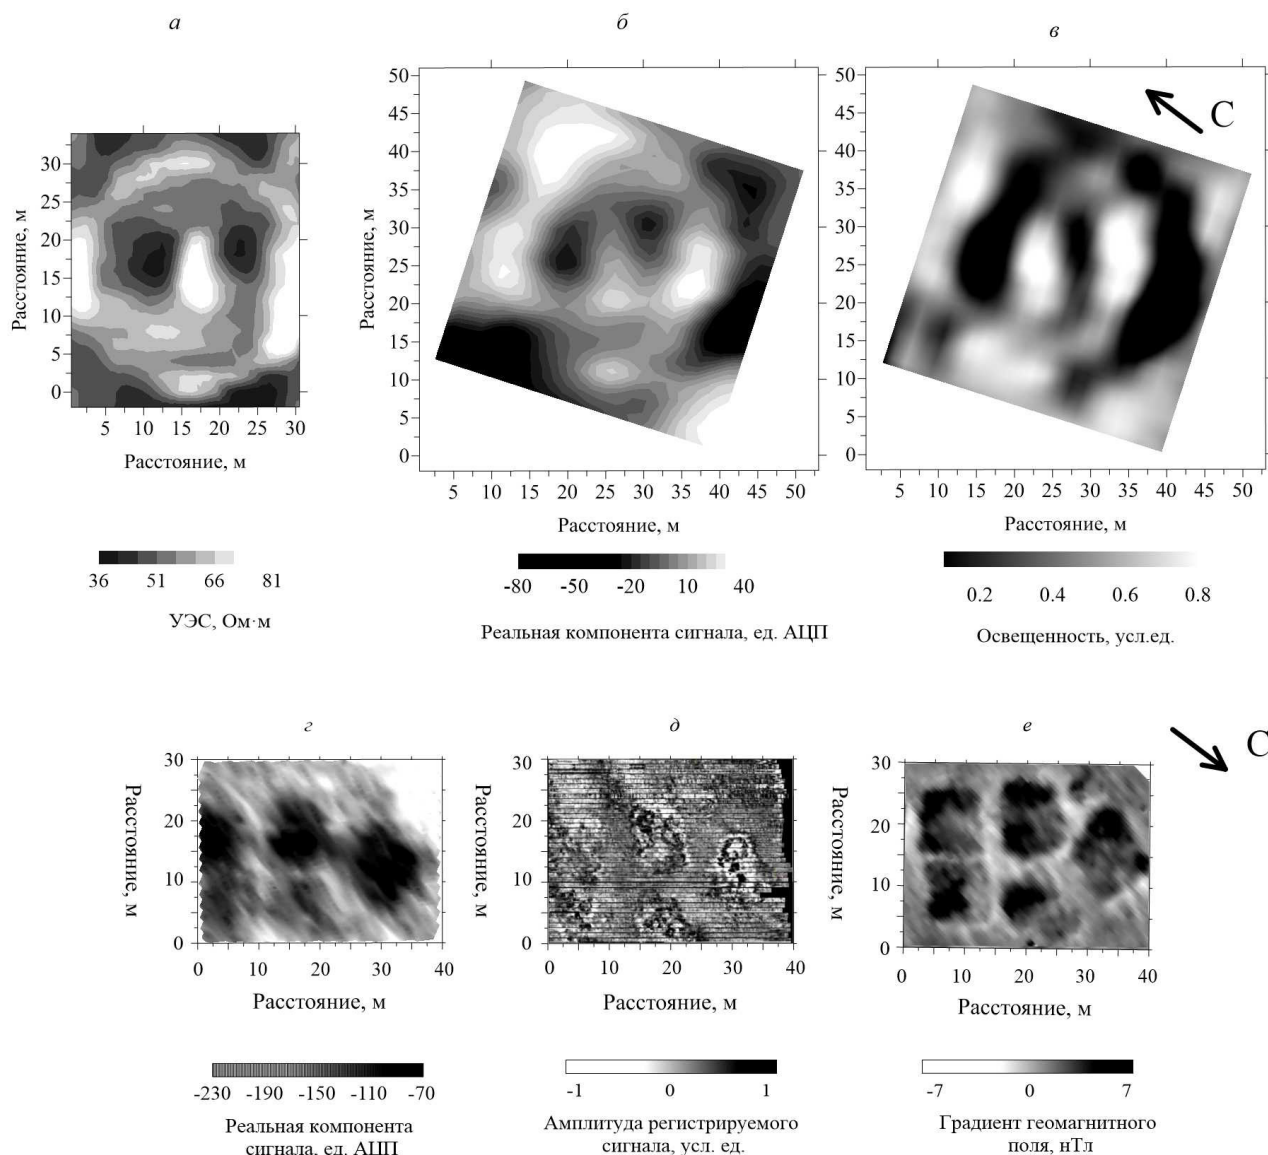 а
б
в
Расстояние, м
30
25
20
15
10
5
0
5 10 15 20 25 30
Расстояние, м
36 51 66 81
УЭС, Ом·м
Расстояние, м
50
45
40
35
30
25
20
15
10
5
0
5 10 15 20 25 30 35 40 45 50
Расстояние, м
-80 -50 -20 10 40
Реальная компонента сигнала, ед. АЦП
С
50
45
40
35
30
25
20
15
10
5
0
5 10 15 20 25 30 35 40 45 50
Расстояние, м
0.2 0.4 0.6 0.8
Освещенность, усл.ед.
г
д
е
С
Расстояние, м
30
20
10
0
0 10 20 30 40
Расстояние, м
-230 -190 -150 -110 -70
Реальная компонента
сигнала, ед. АЦП
Расстояние, м
30
20
10
0
0 10 20 30 40
Расстояние, м
-1 0 1
Амплитуда регистрируемого
сигнала, усл. ед.
Расстояние, м
30
20
10
0
0 10 20 30 40
Расстояние, м
-7 0 7
Градиент геомагнитного
поля, нТл